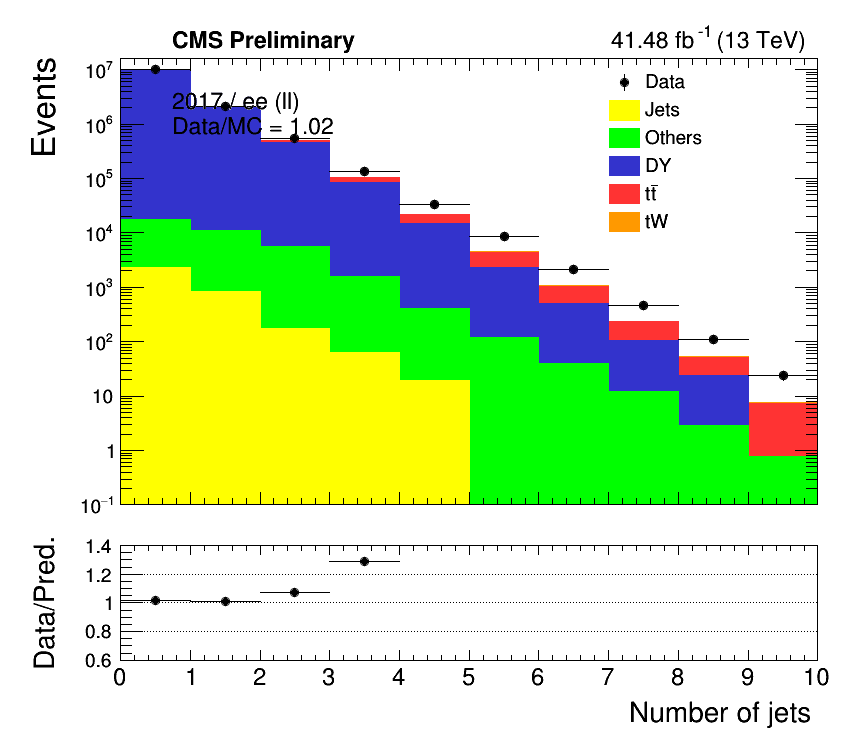 CMS Preliminary
41.48 fb⁻¹ (13 TeV)
Events
10⁷
10⁶
10⁵
10⁴
10³
10²
10
1
10⁻¹
2017 / ee (ll)
Data/MC = 1.02
Data
Jets
Others
DY
tt̄
tW
Data/Pred.
1.4
1.2
1
0.8
0.6
0 1 2 3 4 5 6 7 8 9 10
Number of jets